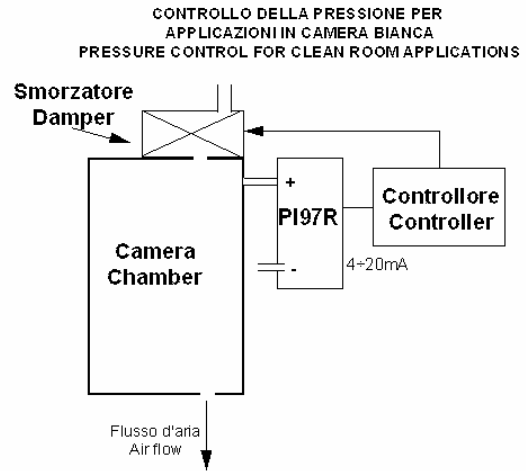 CONTROLLO DELLA PRESSIONE PER
APPLICAZIONI IN CAMERA BIANCA
PRESSURE CONTROL FOR CLEAN ROOM APPLICATIONS
Smorzatore
Damper
+
PI97R
-
Controllore
Controller
4÷20mA
Camera
Chamber
Flusso d'aria
Air flow